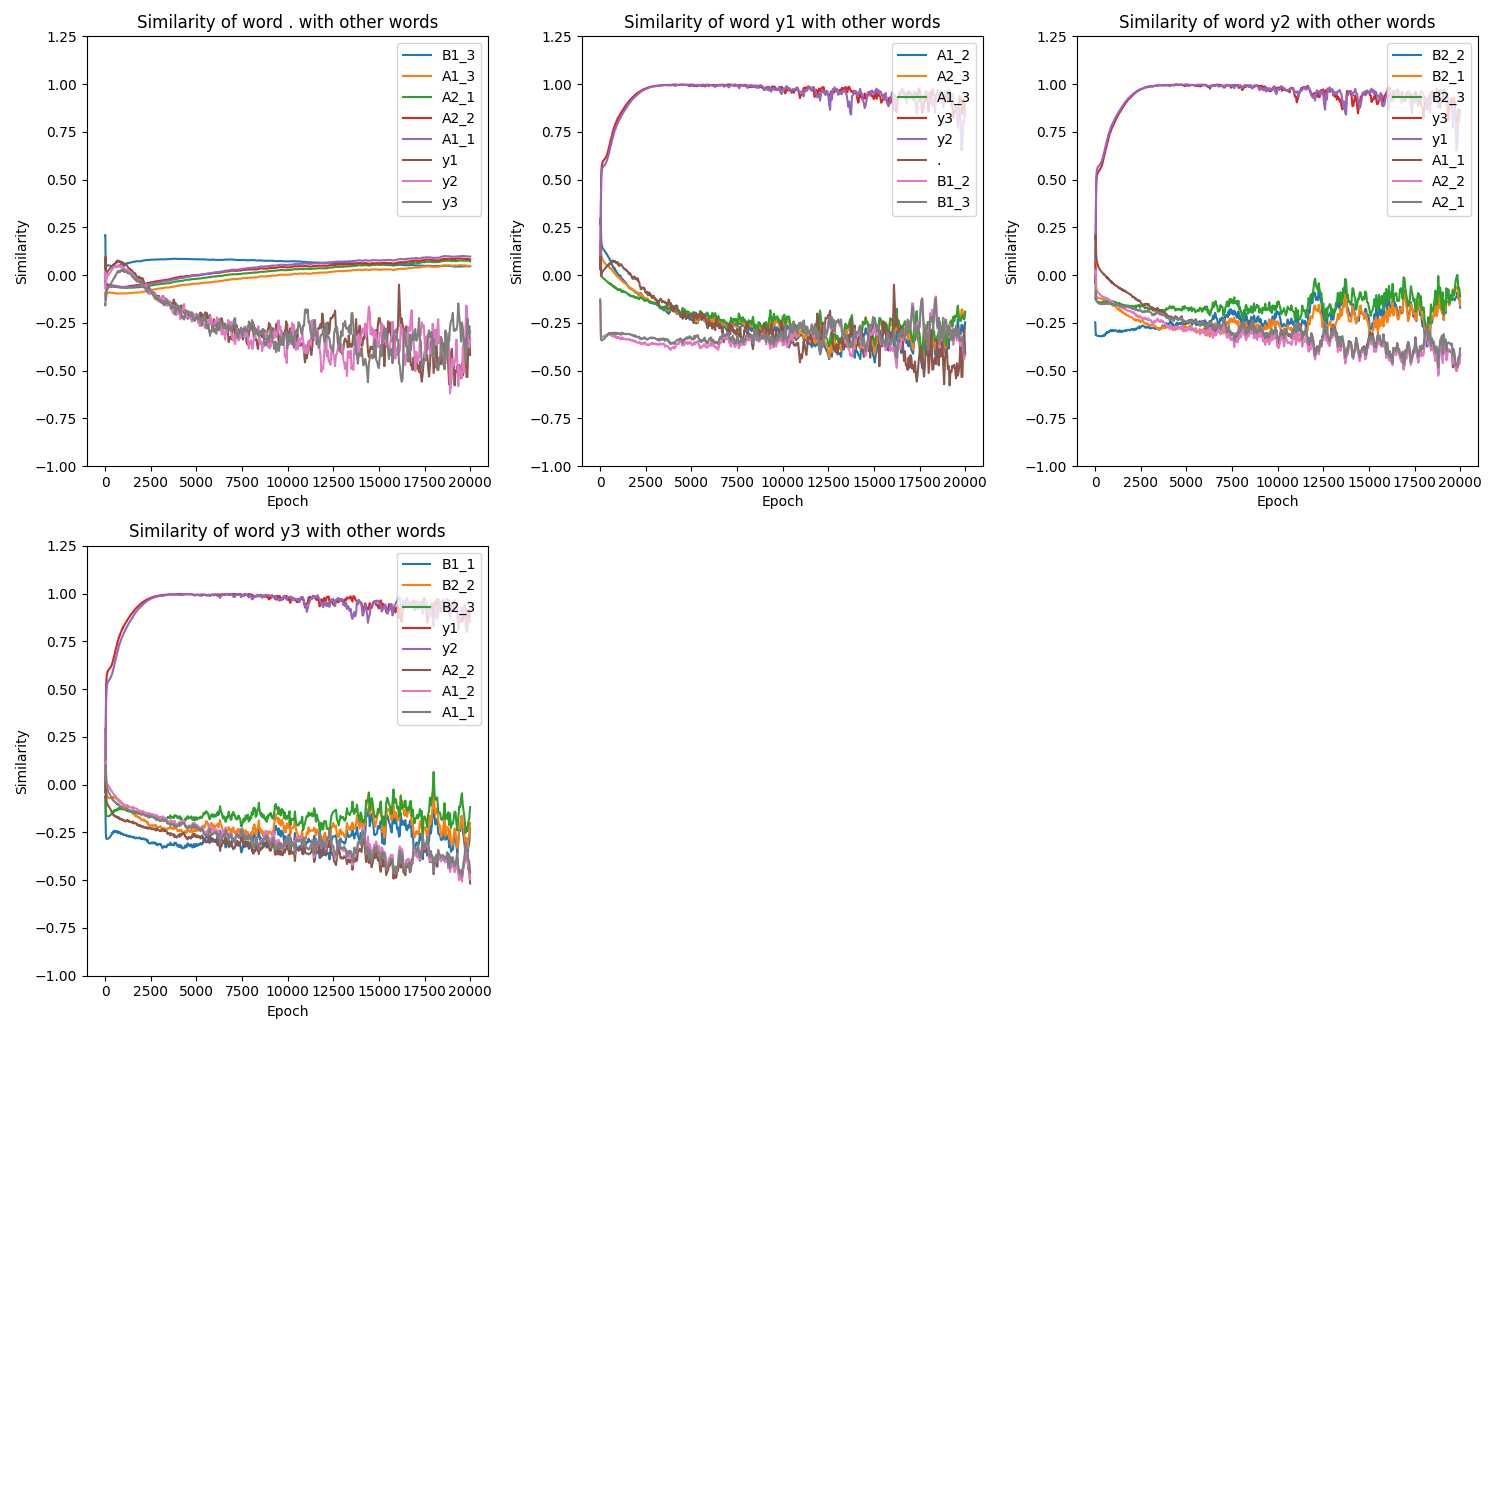 Similarity of word . with other words
1.25
1.00
0.75
0.50
0.25
0.00
−0.25
−0.50
−0.75
−1.00
Similarity
0 2500 5000 7500 10000 12500 15000 17500 20000
Epoch
B1_3
A1_3
A2_1
A2_2
A1_1
y1
y2
y3
Similarity of word y1 with other words
1.25
1.00
0.75
0.50
0.25
0.00
−0.25
−0.50
−0.75
−1.00
Similarity
0 2500 5000 7500 10000 12500 15000 17500 20000
Epoch
A1_2
A2_3
A1_3
y3
y2
.
B1_2
B1_3
Similarity of word y2 with other words
1.25
1.00
0.75
0.50
0.25
0.00
−0.25
−0.50
−0.75
−1.00
Similarity
0 2500 5000 7500 10000 12500 15000 17500 20000
Epoch
B2_2
B2_1
B2_3
y3
y1
A1_1
A2_2
A2_1
Similarity of word y3 with other words
1.25
1.00
0.75
0.50
0.25
0.00
−0.25
−0.50
−0.75
−1.00
Similarity
0 2500 5000 7500 10000 12500 15000 17500 20000
Epoch
B1_1
B2_2
B2_3
y1
y2
A2_2
A1_2
A1_1